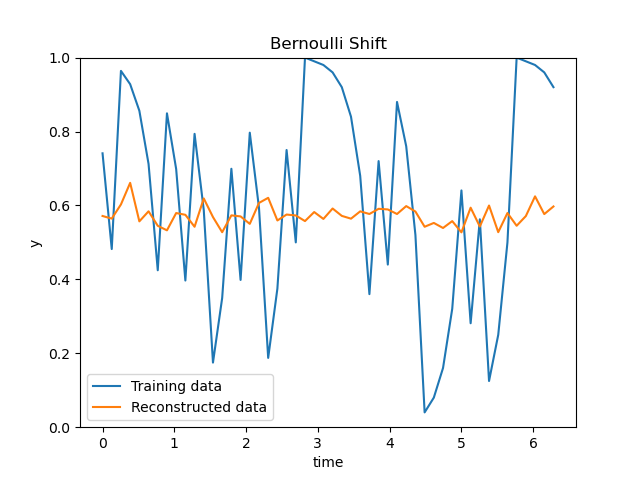 Bernoulli Shift
1.0
0.8
0.6
0.4
0.2
0.0
y
Training data
Reconstructed data
0 1 2 3 4 5 6
time